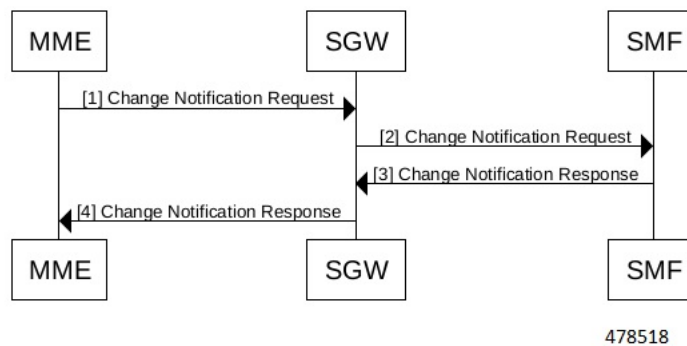 MME SGW SMF
[1] Change Notification Request
[2] Change Notification Request
[3] Change Notification Response
[4] Change Notification Response
MME SGW SMF
478518